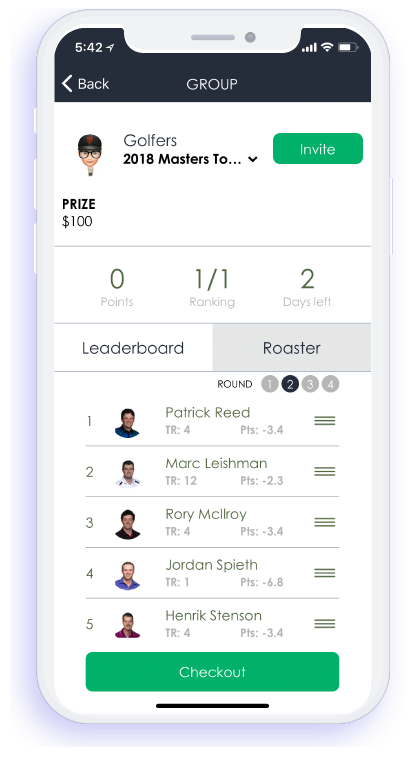 5:42
Back
GROUP
Golfers
2018 Masters To...
Invite
PRIZE
$100
0 1/1 2
Points Ranking Days left
Leaderboard Roaster
ROUND 1 2 3 4
1 Patrick Reed
TR: 4 Pts: -3.4
2 Marc Leishman
TR: 12 Pts: -2.3
3 Rory McIlroy
TR: 4 Pts: -3.4
4 Jordan Spieth
TR: 1 Pts: -6.8
5 Henrik Stenson
TR: 4 Pts: -3.4
Checkout